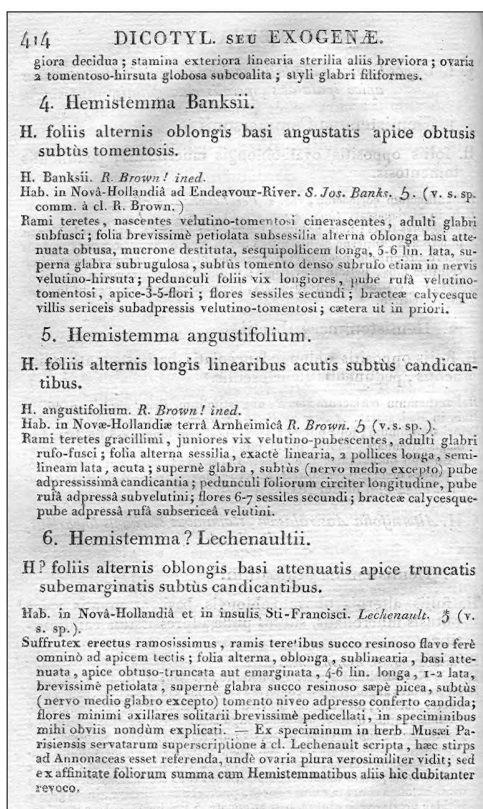 414 DICOTYL. SEU EXOGENÆ.
giora decidua ; stamina exteriora linearia sterilia aliis breviora ; ovaria
2 tomentoso-hirsuta globosa subcoalita ; styli glabri filiformes.
4. Hemistemma Banksii.
H. foliis alternis oblongis basi angustatis apice obtusis
subtùs tomentosis.
H. Banksii. R. Brown ! ined.
Hab. in Novâ-Hollandiâ ad Endeavour-River. S. Jos. Banks. ♄. (v. s. sp.
comm. à cl. R. Brown.)
Rami teretes, nascentes velutino-tomentosi cinerascentes, adulti glabri
subfusci ; folia brevissimè petiolata subsessilia alterna oblonga basi atte-
nuata obtusa, mucrone destituta, sesquipollicem longa, 5-6 lin. lata, su-
perna glabra subrugulosa , subtùs tomento denso subrufo etiam in nervis
velutino-hirsuta ; pedunculi foliis vix longiores , pube rufâ velutino-
tomentosi , apice-3-5-flori ; flores sessiles secundi ; bracteæ calycesque
villis sericeis subadpressis velutino-tomentosi ; cætera ut in priori.
5. Hemistemma angustifolium.
H. foliis alternis longis linearibus acutis subtùs candican-
tibus.
H. angustifolium. R. Brown ! ined.
Hab. in Novæ-Hollandiæ terrâ Arnheimicâ R. Brown. ♄ (v. s. sp. ).
Rami teretes gracillimi , juniores vix velutino-pubescentes, adulti glabri
rufo-fusci ; folia alterna sessilia, exactè linearia, 2 pollices longa , semi-
lineam lata , acuta ; supernè glabra , subtùs (nervo medio excepto) pube
adpressissimâ candicantia ; pedunculi foliorum circiter longitudine, pube
rufâ adpressâ subvelutini ; flores 6-7 sessiles secundi ; bracteæ calycesque-
pube adpressâ rufâ subsericeâ velutini.
6. Hemistemma ? Lechenaultii.
H ? foliis alternis oblongis basi attenuatis apice truncatis
subemarginatis subtùs candicantibus.
Hab. in Novâ-Hollandiâ et in insulis Sti-Francisci. Lechenault. ♄ (v.
s. sp.).
Suffrutex erectus ramosissimus , ramis teretibus succo resinoso flavo ferè
omninò ad apicem tectis ; folia alterna, oblonga , sublinearia , basi atte-
nuata , apice obtuso-truncata aut emarginata , 4-6 lin. longa , 1-2 lata,
brevissimè petiolata , supernè glabra succo resinoso sæpè picea, subtùs
(nervo medio glabro excepto) tomento niveo adpresso conferto candida;
flores minimi axillares solitarii brevissimè pedicellati, in speciminibus
mihi obviis nondùm explicati. — Ex speciminum in herb. Musæi Pa-
risiensis servatarum superscriptione à cl. Lechenault scripta , hæc stirps
ad Annonaceas esset referenda, undè ovaria plura verosimiliter vidit; sed
ex affinitate foliorum summa cum Hemistemmatibus aliis hic dubitanter
revoco.